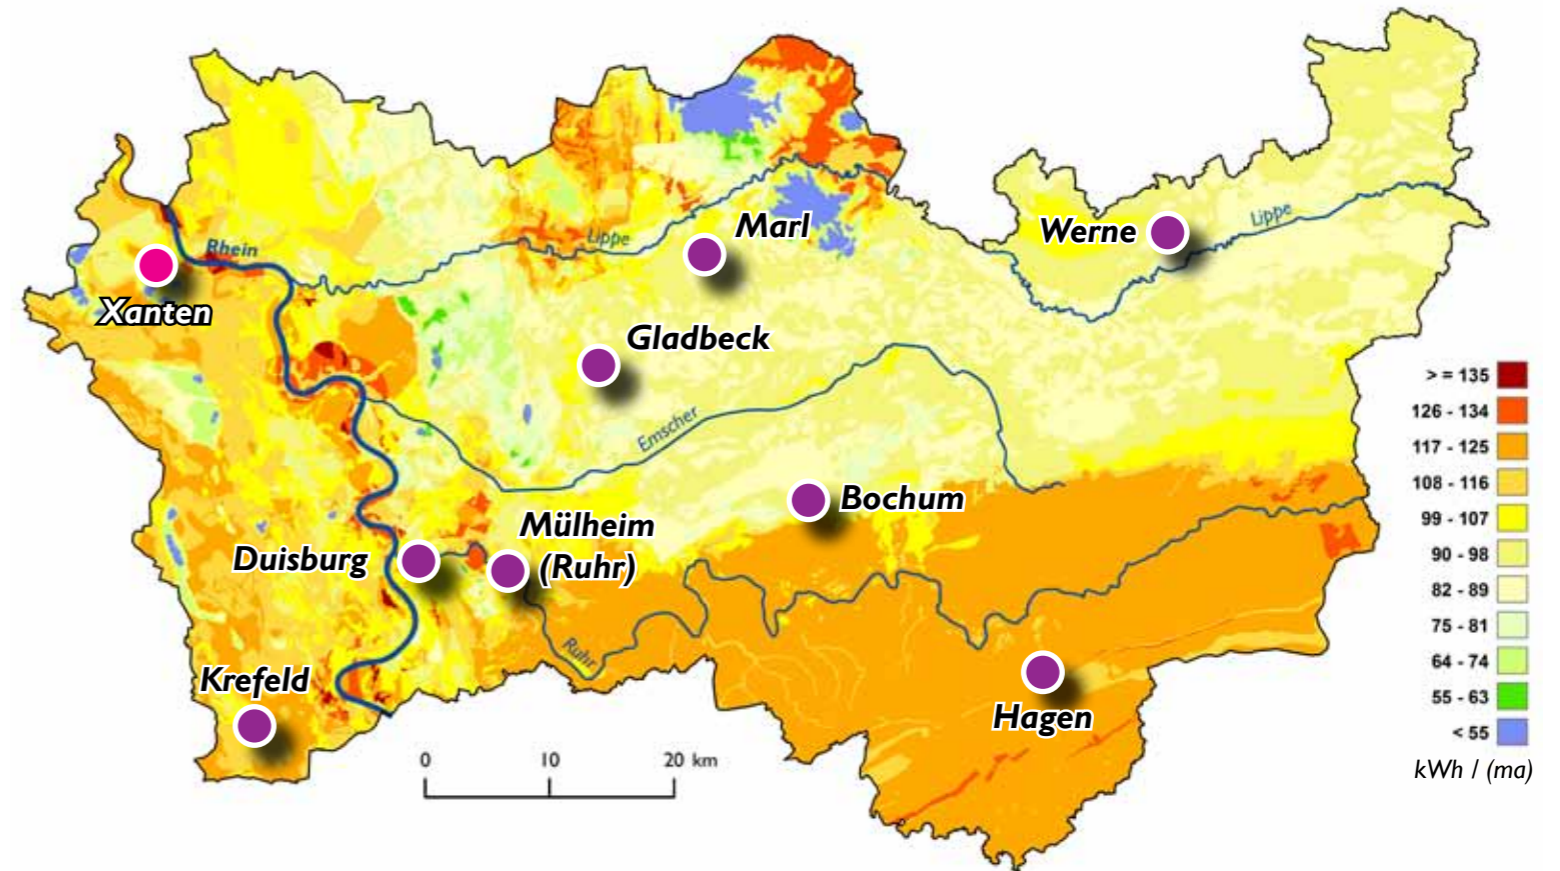 Marl
Werne
Lippe
Lippe
Rhein
Xanten
Gladbeck
Emscher
Bochum
Mülheim
(Ruhr)
Duisburg
Ruhr
Krefeld
Hagen
0 10 20 km
> = 135
126 - 134
117 - 125
108 - 116
99 - 107
90 - 98
82 - 89
75 - 81
64 - 74
55 - 63
< 55
kWh / (ma)